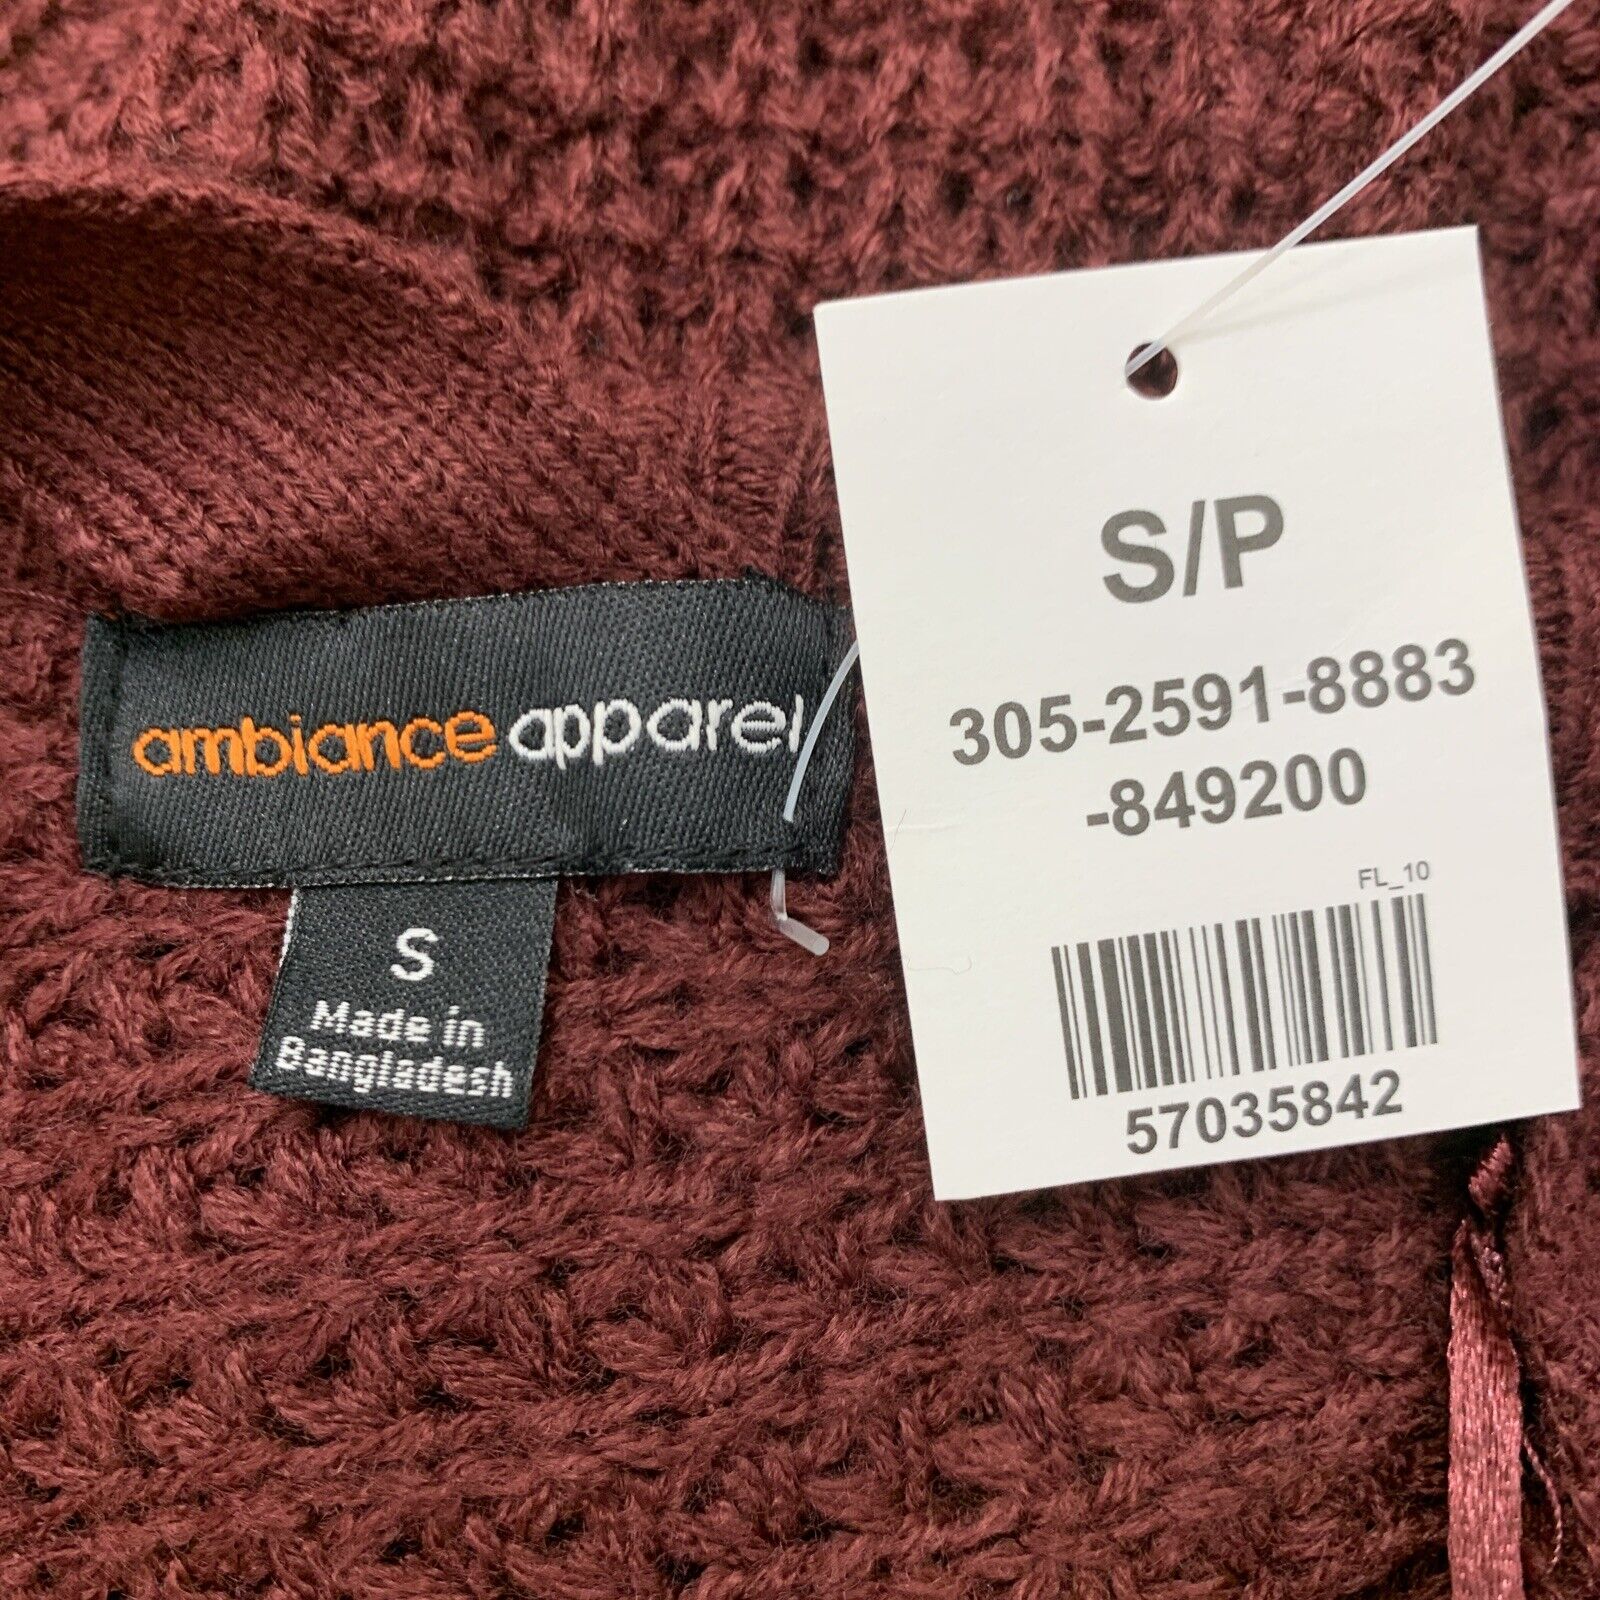 ambiance apparel
S
Made in
Bangladesh
S/P
305-2591-8883
-849200
FL_10
57035842